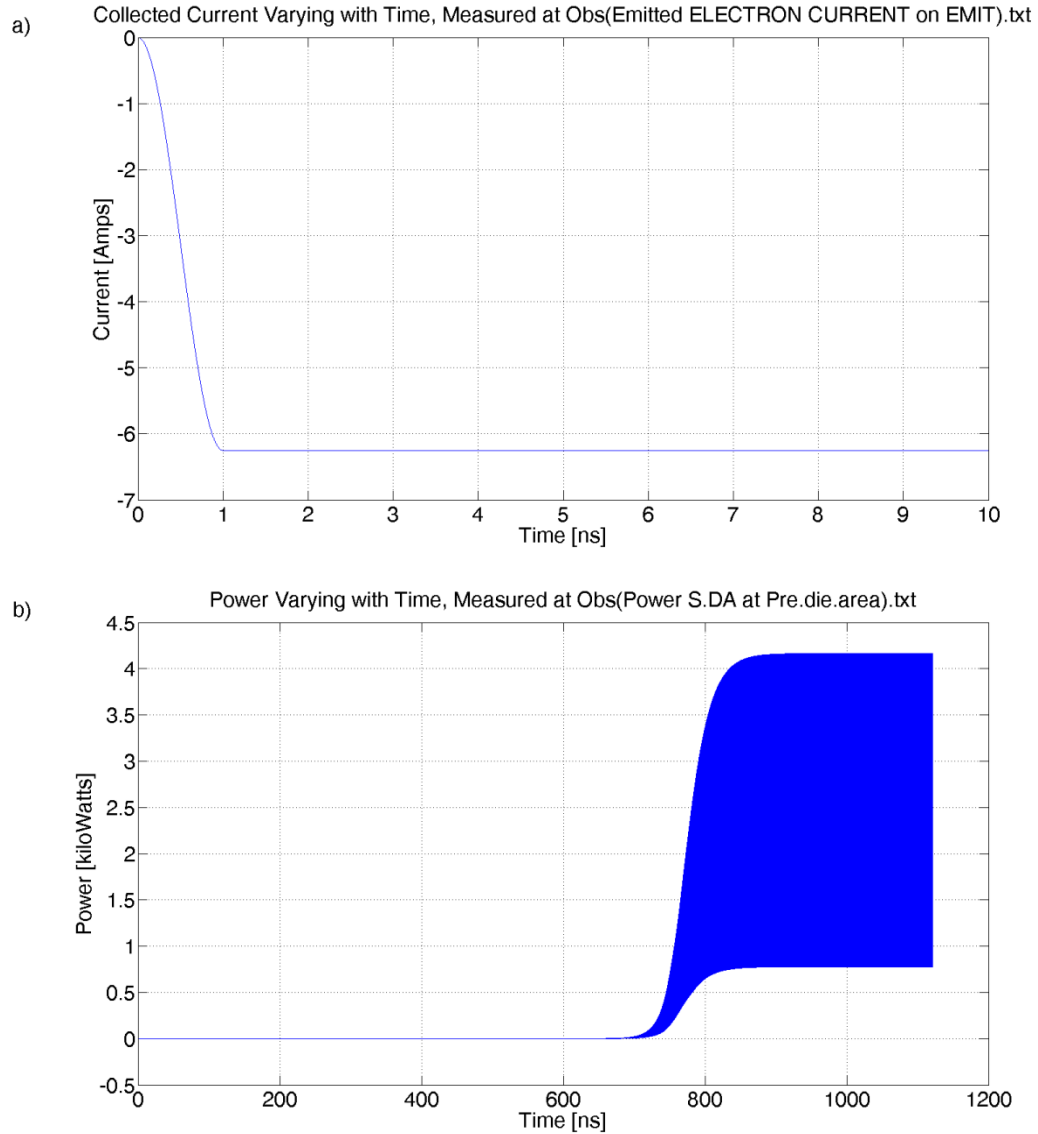 a)
Collected Current Varying with Time, Measured at Obs(Emitted ELECTRON CURRENT on EMIT).txt
0
-1
-2
-3
-4
-5
-6
-7
Current [Amps]
0 1 2 3 4 5 6 7 8 9 10
Time [ns]
b)
Power Varying with Time, Measured at Obs(Power S.DA at Pre.die.area).txt
4.5
4
3.5
3
2.5
2
1.5
1
0.5
0
-0.5
Power [kiloWatts]
0 200 400 600 800 1000 1200
Time [ns]